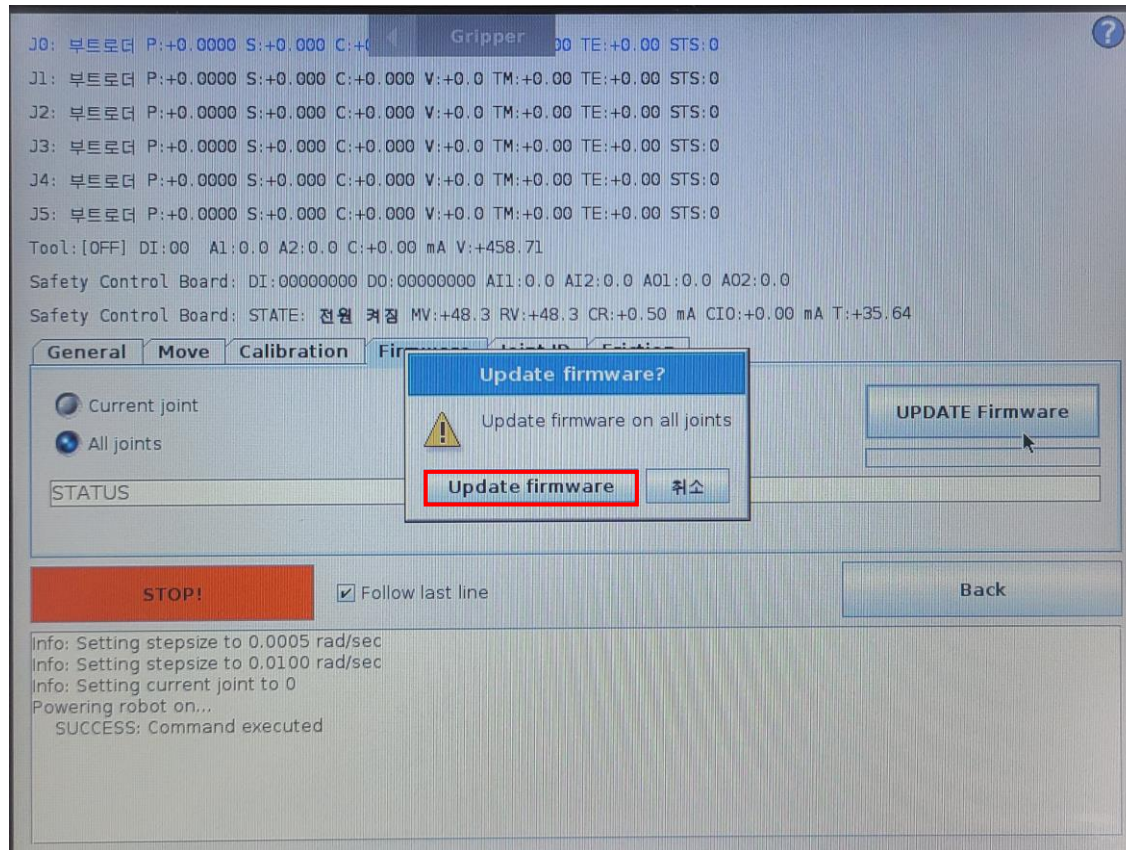 J0: 부트로더 P:+0.0000 S:+0.000 C:+ Gripper 00 TE:+0.00 STS:0
?
J1: 부트로더 P:+0.0000 S:+0.000 C:+0.000 V:+0.0 TM:+0.00 TE:+0.00 STS:0
J2: 부트로더 P:+0.0000 S:+0.000 C:+0.000 V:+0.0 TM:+0.00 TE:+0.00 STS:0
J3: 부트로더 P:+0.0000 S:+0.000 C:+0.000 V:+0.0 TM:+0.00 TE:+0.00 STS:0
J4: 부트로더 P:+0.0000 S:+0.000 C:+0.000 V:+0.0 TM:+0.00 TE:+0.00 STS:0
J5: 부트로더 P:+0.0000 S:+0.000 C:+0.000 V:+0.0 TM:+0.00 TE:+0.00 STS:0
Tool:[OFF] DI:00 A1:0.0 A2:0.0 C:+0.00 mA V:+458.71
Safety Control Board: DI:00000000 DO:00000000 AI1:0.0 AI2:0.0 AO1:0.0 AO2:0.0
Safety Control Board: STATE: 전원 켜짐 MV:+48.3 RV:+48.3 CR:+0.50 mA CIO:+0.00 mA T:+35.64
General Move Calibration
Update firmware?
Current joint
Update firmware on all joints
UPDATE Firmware
All joints
Update firmware 취소
STATUS
STOP!
Follow last line
Back
Info: Setting stepsize to 0.0005 rad/sec
Info: Setting stepsize to 0.0100 rad/sec
Info: Setting current joint to 0
Powering robot on...
SUCCESS: Command executed